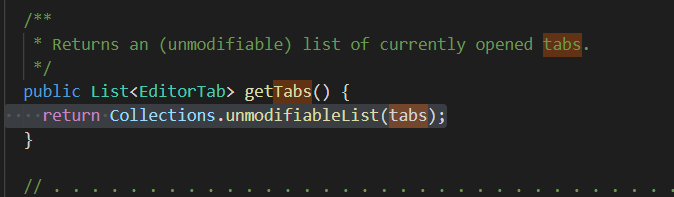 /**
* Returns an (unmodifiable) list of currently opened tabs.
*/
public List<EditorTab> getTabs() {
return Collections.unmodifiableList(tabs);
}
// . . . . . . . . . . . . . . . . . . . . . . . . . . . . . . . . .